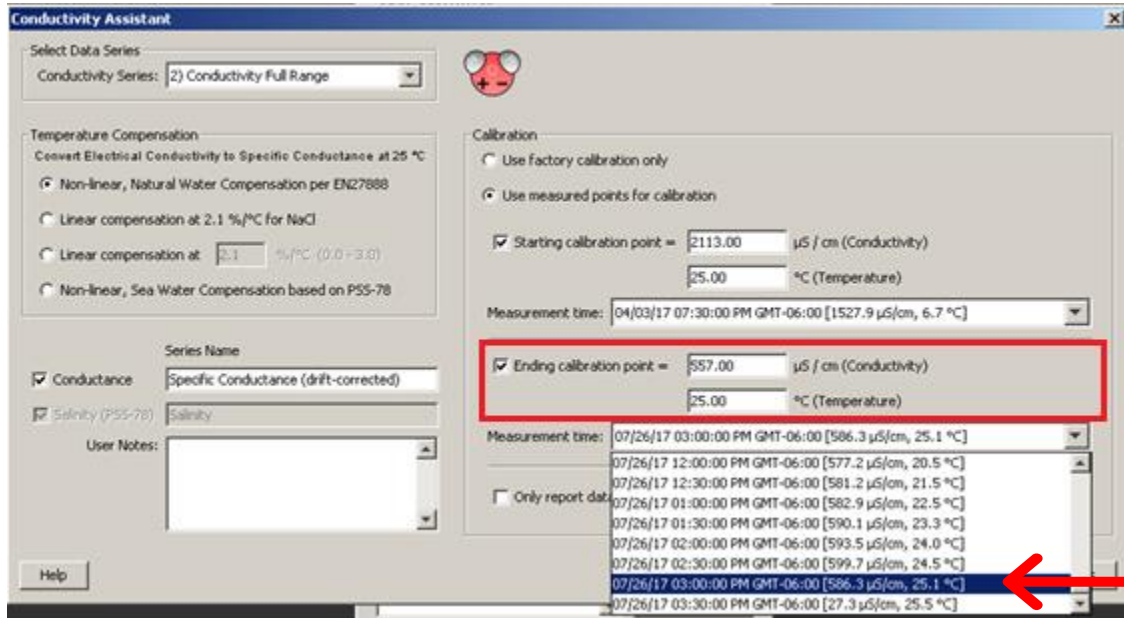 Conductivity Assistant
Select Data Series
Conductivity Series: 2) Conductivity Full Range
Temperature Compensation
Convert Electrical Conductivity to Specific Conductance at 25 °C
Non-linear, Natural Water Compensation per EN27888
Linear compensation at 2.1 %/°C for NaCl
Linear compensation at 2.1 %/°C (0.0 - 3.0)
Non-linear, Sea Water Compensation based on PSS-78
Series Name
Conductance Specific Conductance (drift-corrected)
Salinity (PSS-78) Salinity
User Notes:
Help
Calibration
Use factory calibration only
Use measured points for calibration
Starting calibration point = 2113.00 µS / cm (Conductivity)
25.00 °C (Temperature)
Measurement time: 04/03/17 07:30:00 PM GMT-06:00 [1527.9 µS/cm, 6.7 °C]
Ending calibration point = 557.00 µS / cm (Conductivity)
25.00 °C (Temperature)
Measurement time: 07/26/17 03:00:00 PM GMT-06:00 [586.3 µS/cm, 25.1 °C]
07/26/17 12:00:00 PM GMT-06:00 [577.2 µS/cm, 20.5 °C]
07/26/17 12:30:00 PM GMT-06:00 [581.2 µS/cm, 21.5 °C]
07/26/17 01:00:00 PM GMT-06:00 [582.9 µS/cm, 22.5 °C]
07/26/17 01:30:00 PM GMT-06:00 [590.1 µS/cm, 23.3 °C]
07/26/17 02:00:00 PM GMT-06:00 [593.5 µS/cm, 24.0 °C]
07/26/17 02:30:00 PM GMT-06:00 [599.7 µS/cm, 24.5 °C]
07/26/17 03:00:00 PM GMT-06:00 [586.3 µS/cm, 25.1 °C]
07/26/17 03:30:00 PM GMT-06:00 [27.3 µS/cm, 25.5 °C]
Only report